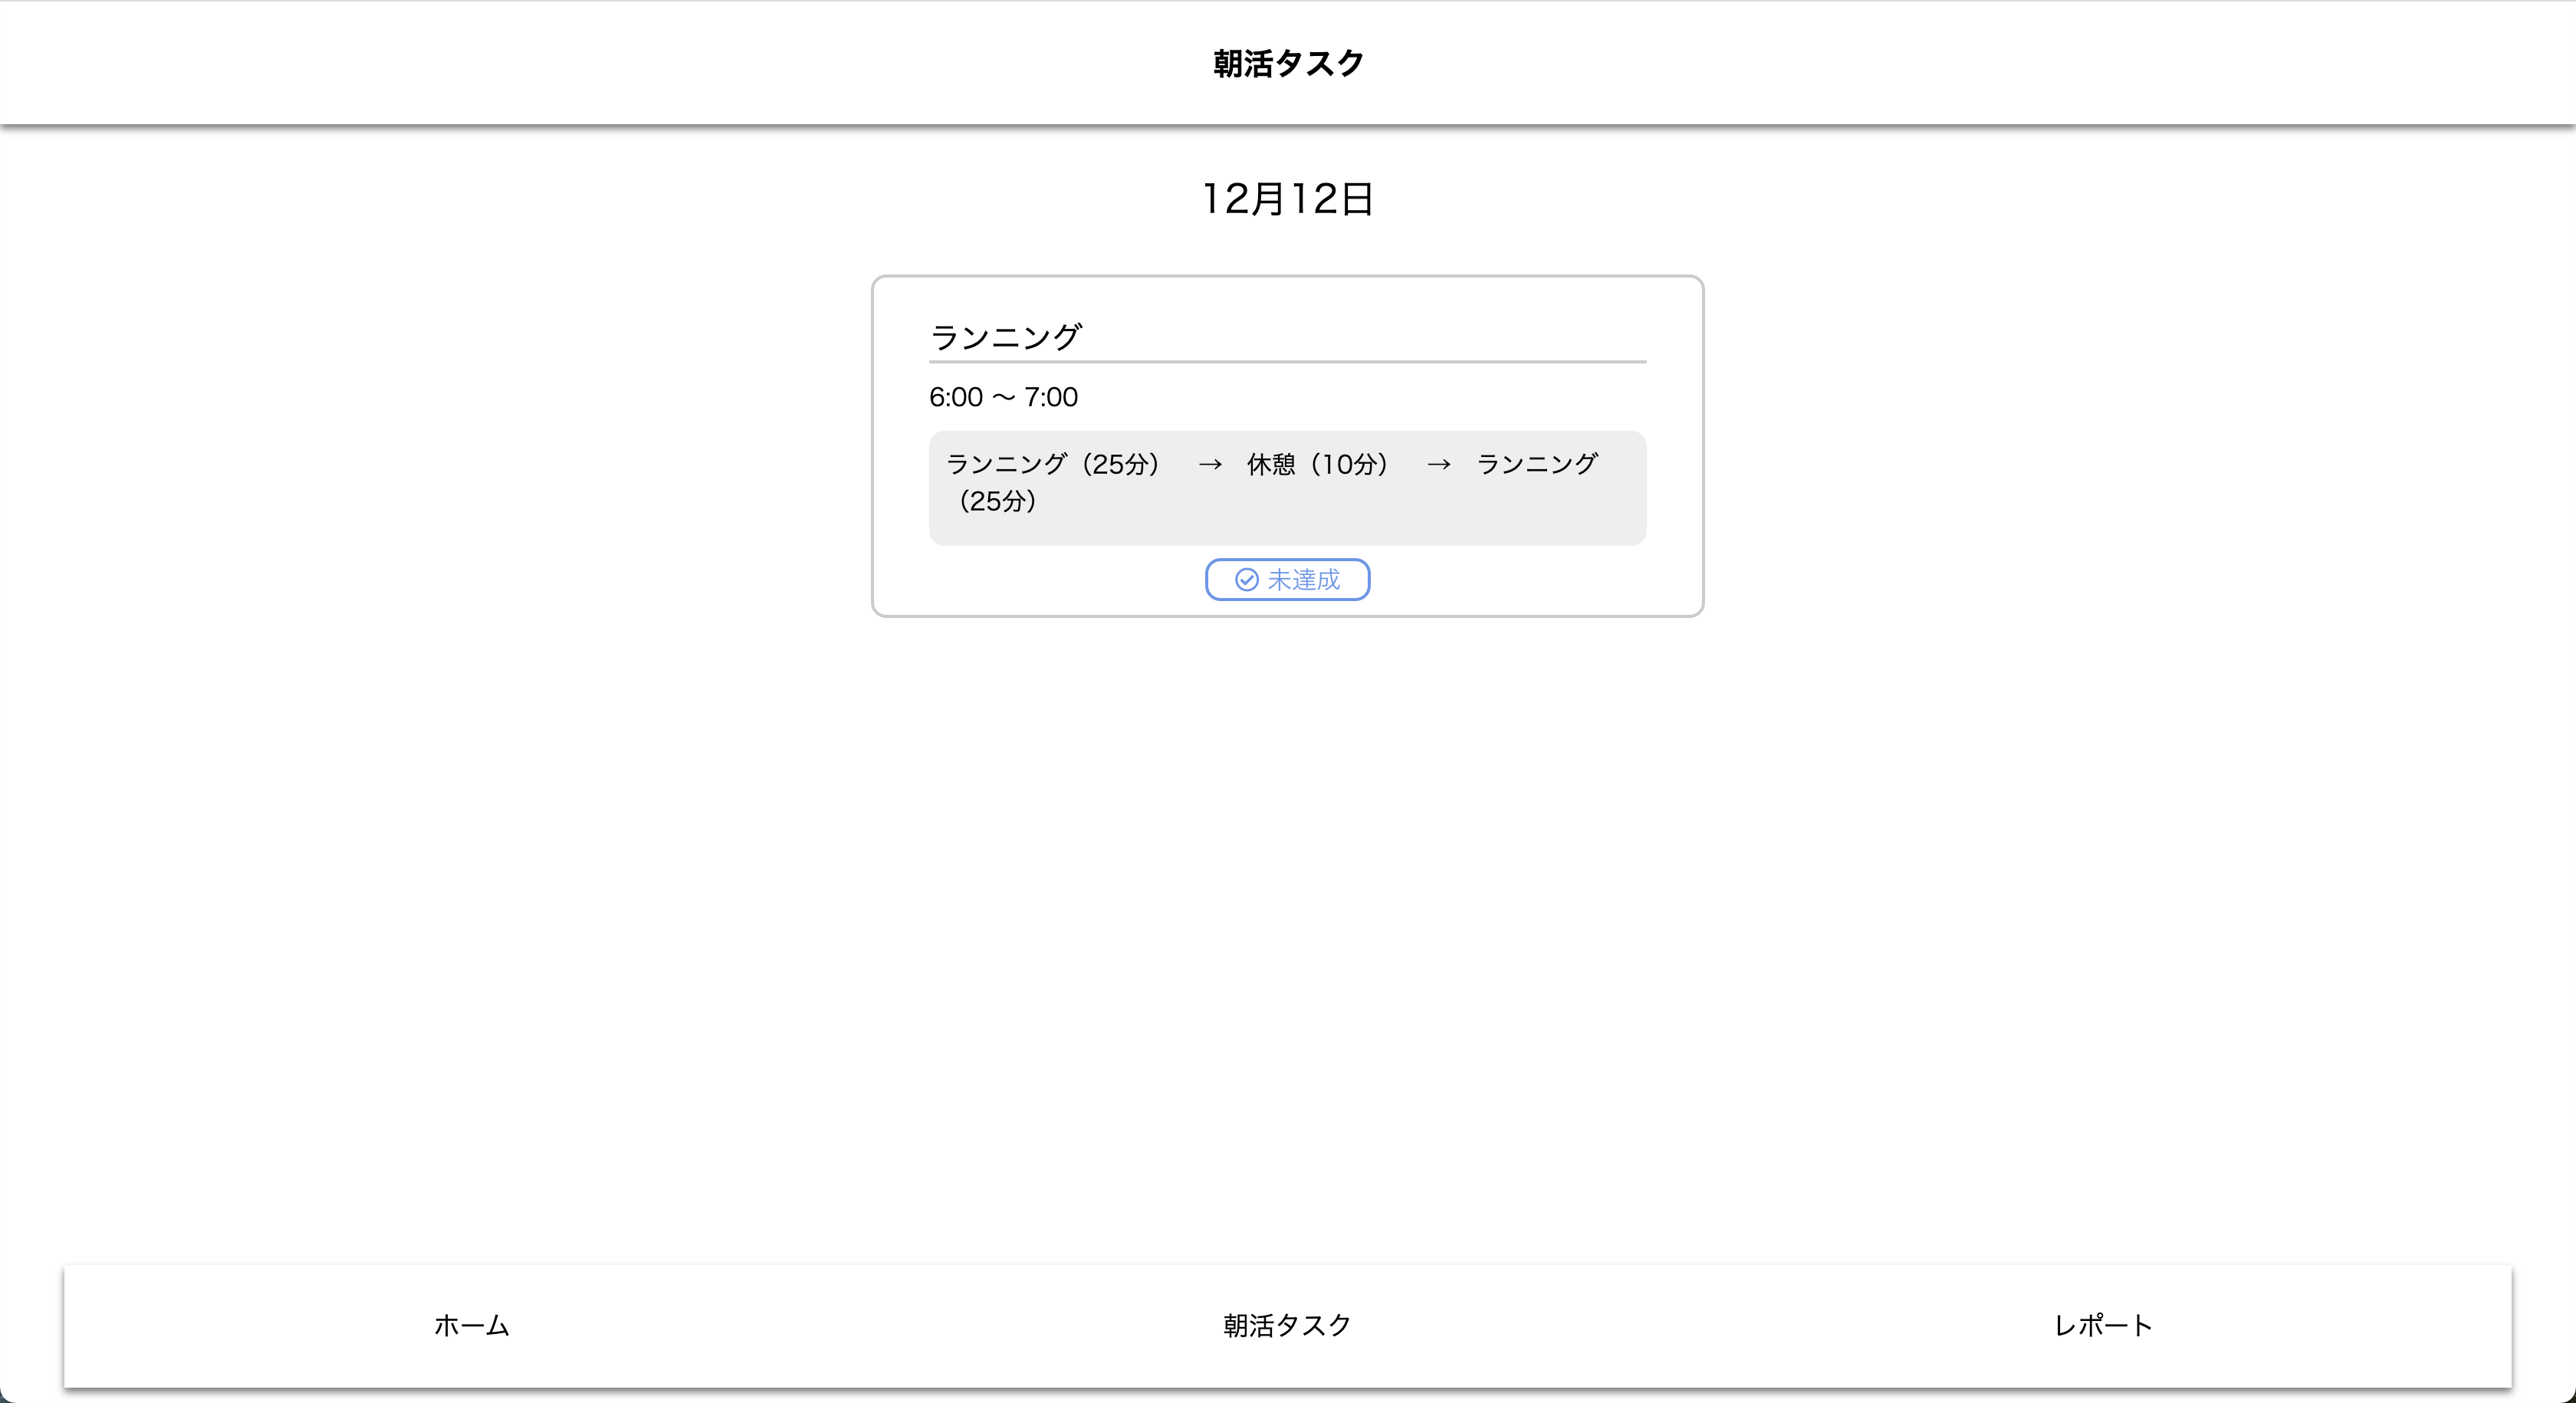 朝活タスク
12月12日
ランニング
6:00 〜 7:00
ランニング（25分）　→　休憩（10分）　→　ランニング
（25分）
未達成
ホーム
朝活タスク
レポート